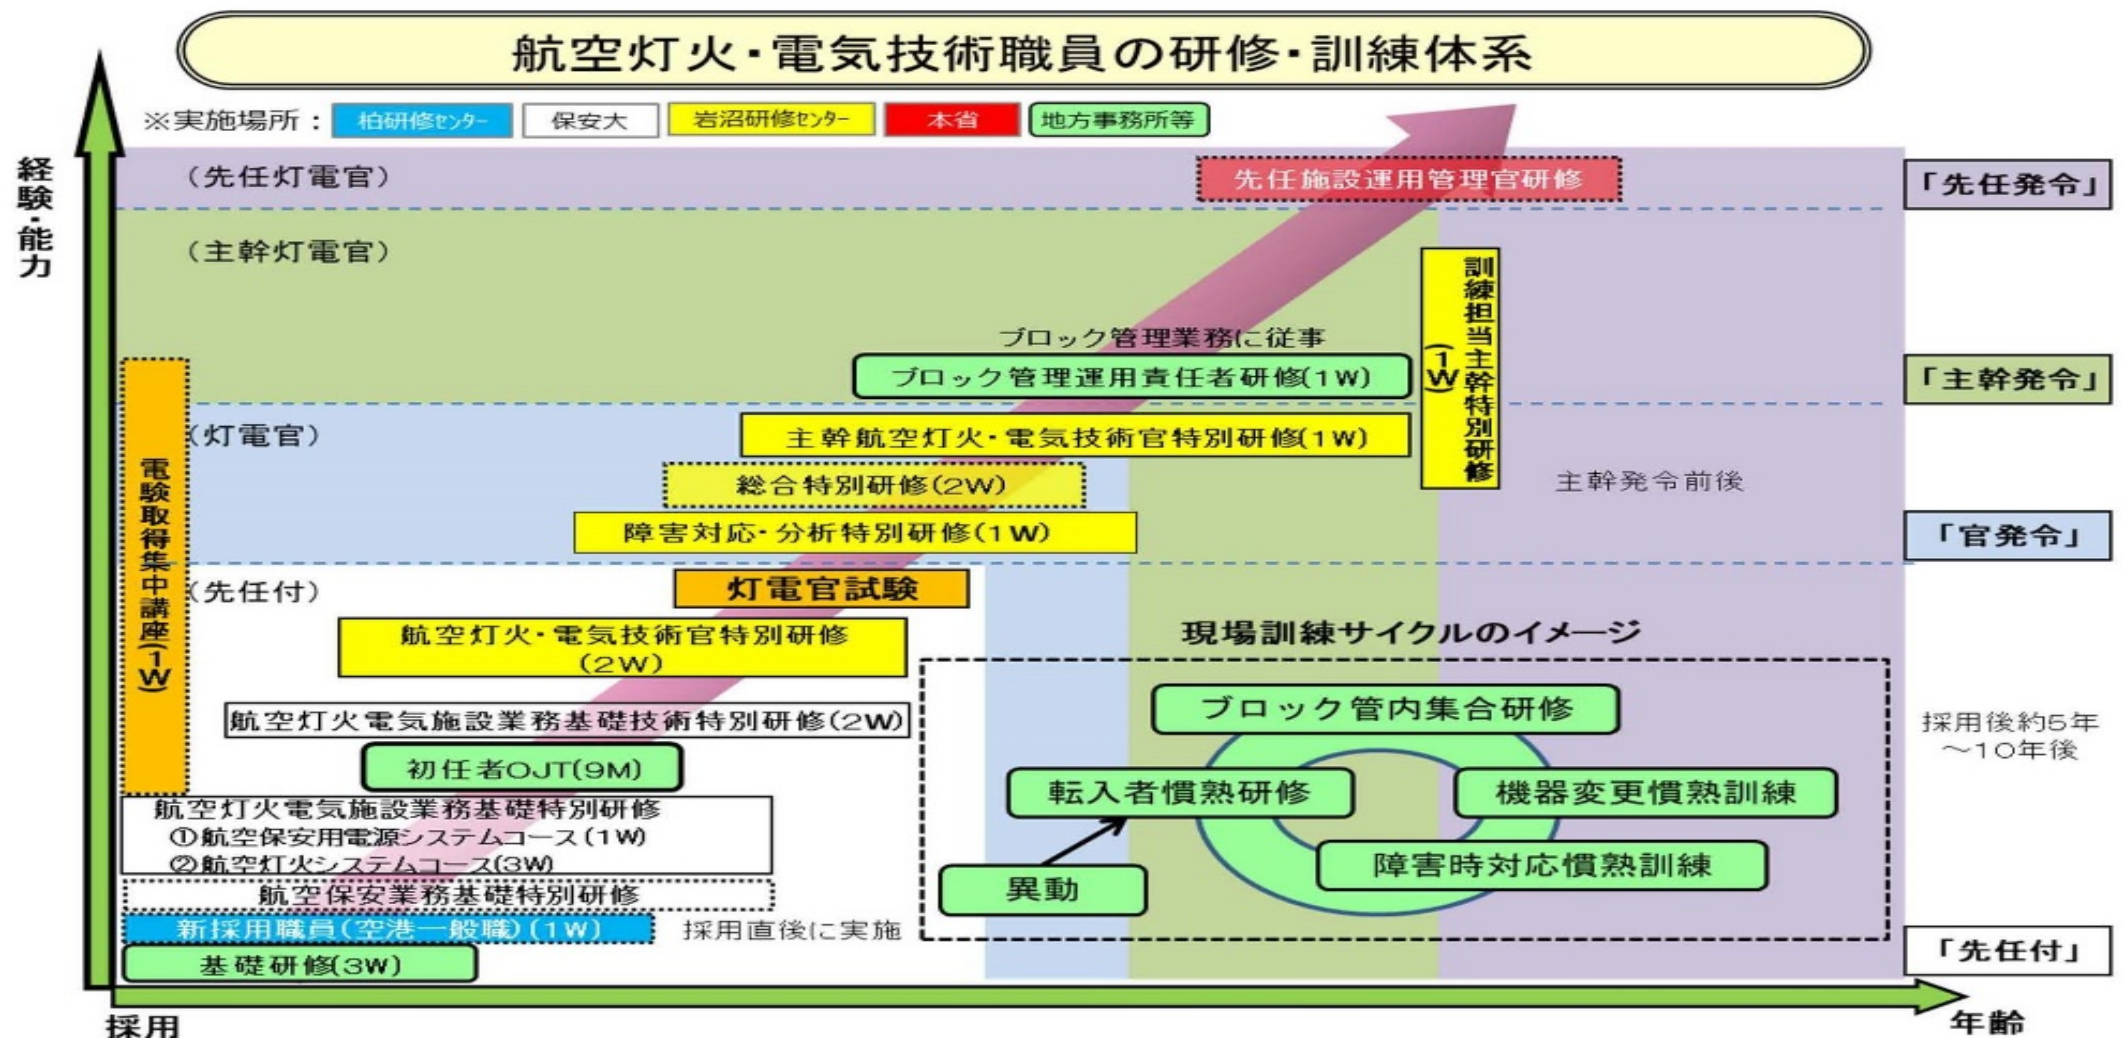 航空灯火・電気技術職員の研修・訓練体系
※実施場所：
柏研修ｾﾝﾀｰ
保安大
岩沼研修ｾﾝﾀｰ
本省
地方事務所等
経験・能力
（先任灯電官）
先任施設運用管理官研修
「先任発令」
（主幹灯電官）
訓練担当主幹特別研修
(1W)
ブロック管理業務に従事
ブロック管理運用責任者研修(1W)
「主幹発令」
（灯電官）
主幹航空灯火・電気技術官特別研修(1W)
総合特別研修(2W)
主幹発令前後
障害対応・分析特別研修(1W)
「官発令」
電験取得集中講座(1W)
（先任付）
灯電官試験
航空灯火・電気技術官特別研修
(2W)
航空灯火電気施設業務基礎技術特別研修(2W)
初任者OJT(9M)
航空灯火電気施設業務基礎特別研修
①航空保安用電源システムコース(1W)
②航空灯火システムコース(3W)
航空保安業務基礎特別研修
新採用職員(空港一般職)(1W)
採用直後に実施
基礎研修(3W)
現場訓練サイクルのイメージ
ブロック管内集合研修
転入者慣熟研修
機器変更慣熟訓練
障害時対応慣熟訓練
異動
採用後約5年
～10年後
「先任付」
採用
年齢